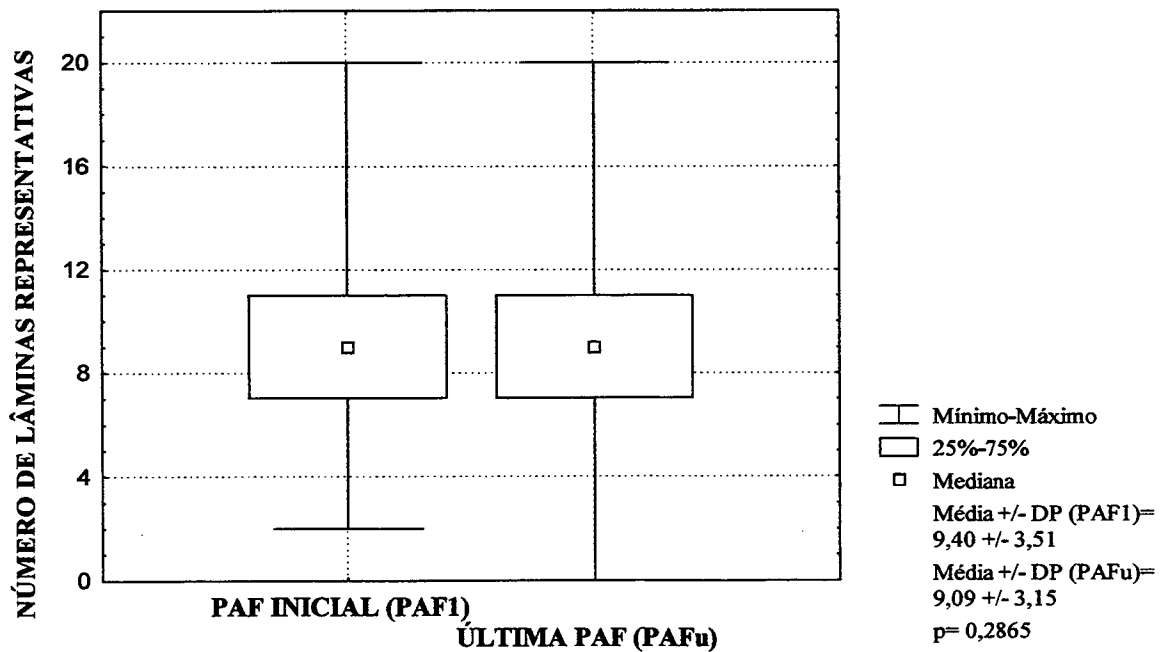 NÚMERO DE LÂMINAS REPRESENTATIVAS
20
16
12
8
4
0
PAF INICIAL (PAF1)
ÚLTIMA PAF (PAFu)
Mínimo-Máximo
25%-75%
Mediana
Média +/- DP (PAF1)=
9,40 +/- 3,51
Média +/- DP (PAFu)=
9,09 +/- 3,15
p= 0,2865